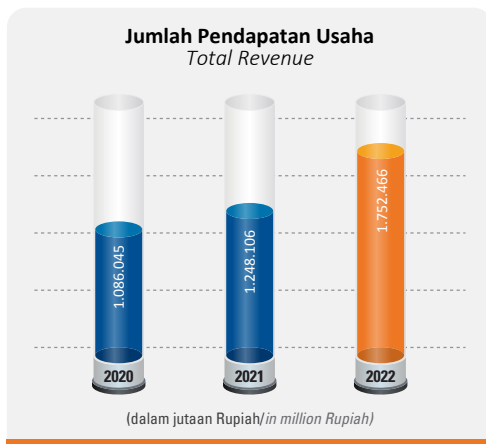 Jumlah Pendapatan Usaha
Total Revenue
1.086.045
1.248.106
1.752.466
2020
2021
2022
(dalam jutaan Rupiah/in million Rupiah)